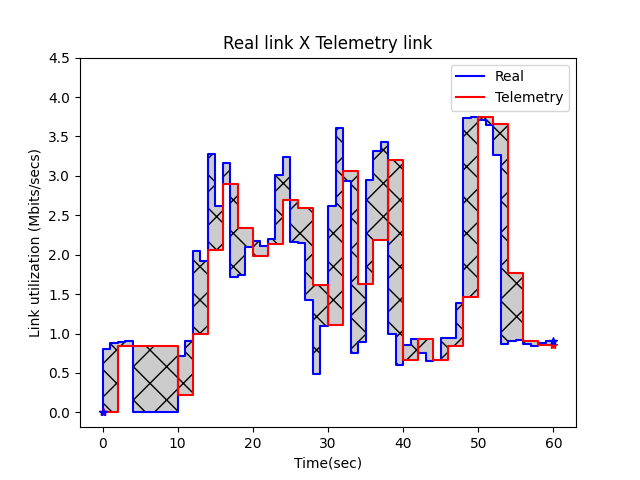 Real link X Telemetry link
Real
Telemetry
Link utilization (Mbits/secs)
4.5
4.0
3.5
3.0
2.5
2.0
1.5
1.0
0.5
0.0
0 10 20 30 40 50 60
Time(sec)